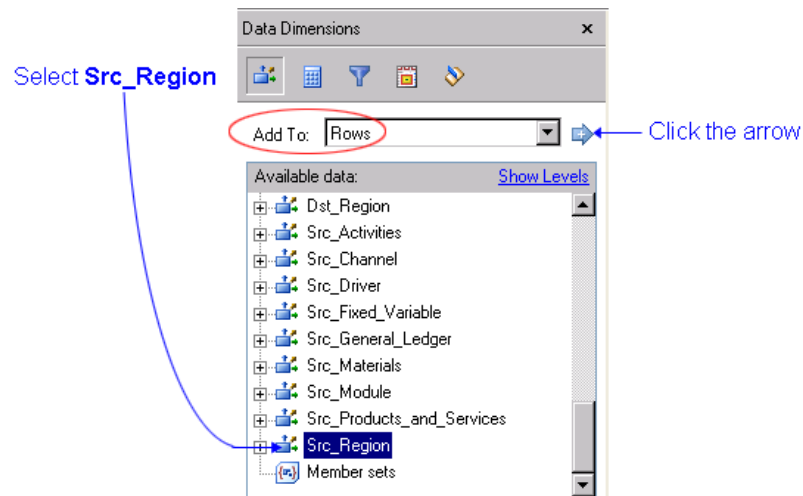 Data Dimensions
Select Src_Region
Add To: Rows
Click the arrow
Available data: Show Levels
Dst_Region
Src_Activities
Src_Channel
Src_Driver
Src_Fixed_Variable
Src_General_Ledger
Src_Materials
Src_Module
Src_Products_and_Services
Src_Region
Member sets